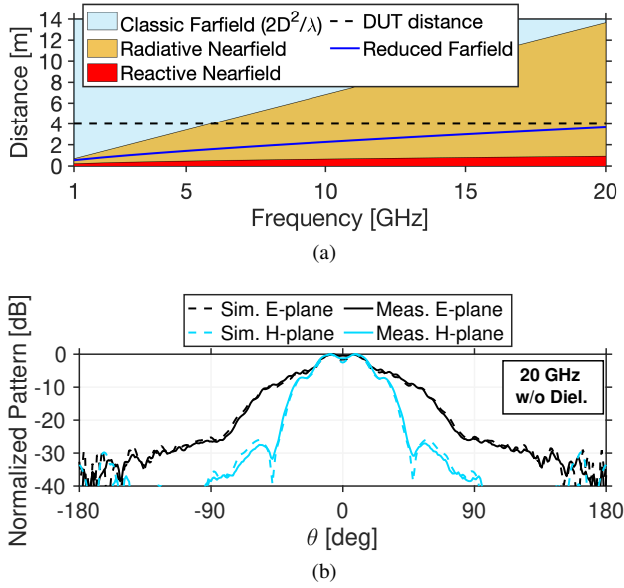 Classic Farfield (2D²/λ)
DUT distance
Radiative Nearfield
Reduced Farfield
Reactive Nearfield
Distance [m]
14
12
10
8
6
4
2
0
1
5
10
15
20
Frequency [GHz]
(a)
Sim. E-plane
Meas. E-plane
Sim. H-plane
Meas. H-plane
Normalized Pattern [dB]
0
-10
-20
-30
-40
20 GHz
w/o Diel.
-180
-90
0
90
180
θ [deg]
(b)